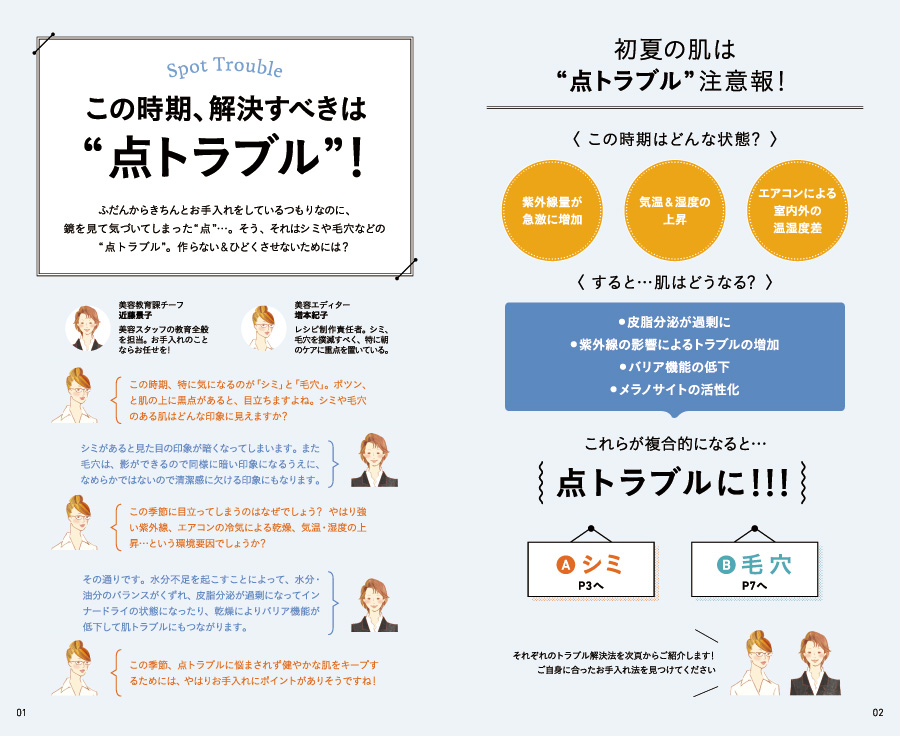 Spot Trouble
この時期、解決すべきは
“点トラブル”！
ふだんからきちんとお手入れをしているつもりなのに、
鏡を見て気づいてしまった“点”…。そう、それはシミや毛穴などの
“点トラブル”。作らない＆ひどくさせないためには？
美容教育課チーフ
近藤景子
美容スタッフの教育全般
を担当。お手入れのこと
ならお任せを！
美容エディター
増本紀子
レシピ制作責任者。シミ、
毛穴を撲滅すべく、特に朝
のケアに重点を置いている。
この時期、特に気になるのが「シミ」と「毛穴」。ポツン、
と肌の上に黒点があると、目立ちますよね。シミや毛穴
のある肌はどんな印象に見えますか？
シミがあると見た目の印象が暗くなってしまいます。また
毛穴は、影ができるので同様に暗い印象になるうえに、
なめらかではないので清潔感に欠ける印象にもなります。
この季節に目立ってしまうのはなぜでしょう？ やはり強
い紫外線、エアコンの冷気による乾燥、気温・湿度の上
昇…という環境要因でしょうか？
その通りです。水分不足を起こすことによって、水分・
油分のバランスがくずれ、皮脂分泌が過剰になってイン
ナードライの状態になったり、乾燥によりバリア機能が
低下して肌トラブルにもつながります。
この季節、点トラブルに悩まされず健やかな肌をキープす
るためには、やはりお手入れにポイントがありそうですね！
01
初夏の肌は
“点トラブル”注意報！
〈 この時期はどんな状態？ 〉
紫外線量が
急激に増加
気温＆湿度の
上昇
エアコンによる
室内外の
温湿度差
〈 すると…肌はどうなる？ 〉
●皮脂分泌が過剰に
●紫外線の影響によるトラブルの増加
●バリア機能の低下
●メラノサイトの活性化
これらが複合的になると…
点トラブルに！！！
A シミ
P3へ
B 毛穴
P7へ
それぞれのトラブル解決法を次頁からご紹介します！
ご自身に合ったお手入れ法を見つけてください
02